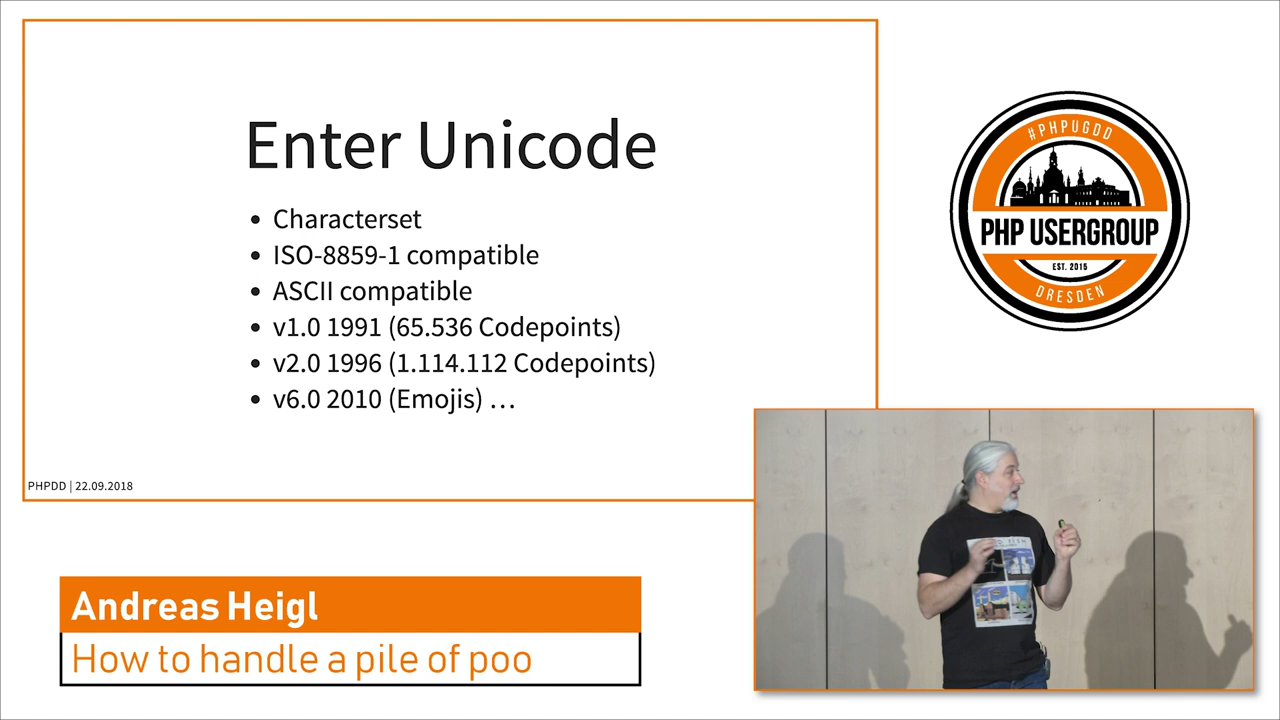 Enter Unicode
• Characterset
• ISO-8859-1 compatible
• ASCII compatible
• v1.0 1991 (65.536 Codepoints)
• v2.0 1996 (1.114.112 Codepoints)
• v6.0 2010 (Emojis) …
PHPDD | 22.09.2018
#PHPUGDD
PHP USERGROUP
EST. 2015
DRESDEN
Andreas Heigl
How to handle a pile of poo